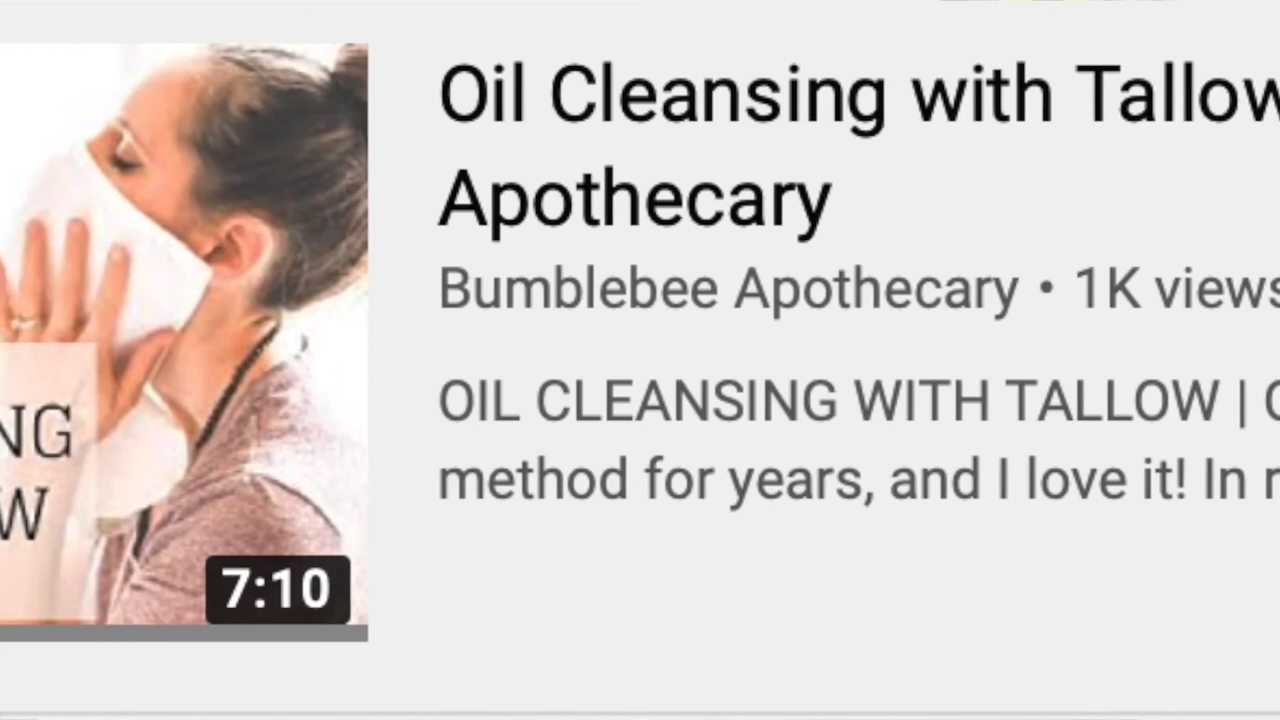 Oil Cleansing with Tallow
Apothecary
Bumblebee Apothecary • 1K views
OIL CLEANSING WITH TALLOW |
method for years, and I love it! In
NG
W
7:10